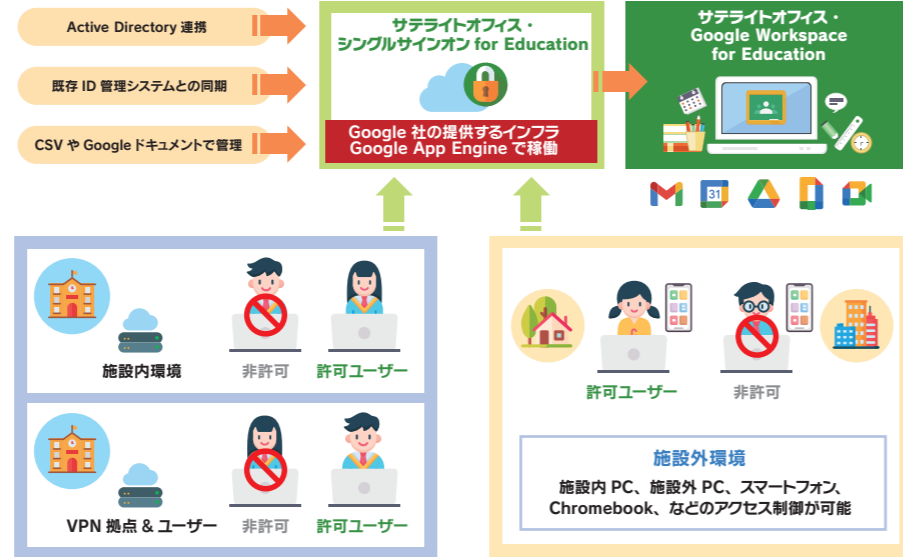 Active Directory 連携
既存 ID 管理システムとの同期
CSV や Google ドキュメントで管理
サテライトオフィス・
シングルサインオン for Education
Google 社の提供するインフラ
Google App Engine で稼働
サテライトオフィス・
Google Workspace
for Education
31
施設内環境
非許可
許可ユーザー
VPN 拠点 & ユーザー
非許可
許可ユーザー
許可ユーザー
非許可
施設外環境
施設内 PC、施設外 PC、スマートフォン、
Chromebook、などのアクセス制御が可能